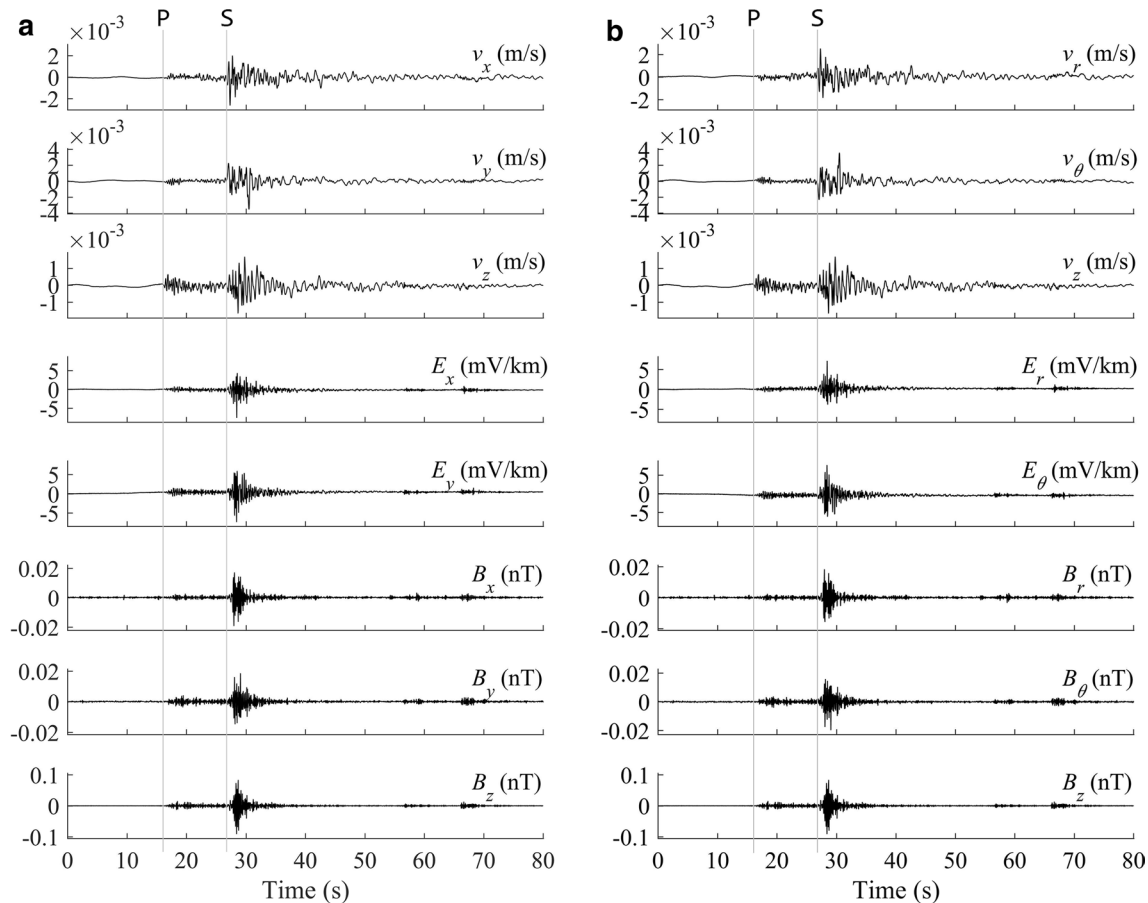 a P S
×10⁻³
2
0
-2
vₓ (m/s)
×10⁻³
4
2
0
-2
-4
v_y (m/s)
×10⁻³
1
0
-1
v_z (m/s)
5
0
-5
Eₓ (mV/km)
5
0
-5
E_y (mV/km)
0.02
0
-0.02
Bₓ (nT)
0.02
0
-0.02
B_y (nT)
0.1
0
-0.1
B_z (nT)
0 10 20 30 40 50 60 70 80
Time (s)
b P S
×10⁻³
2
0
-2
v_r (m/s)
×10⁻³
4
2
0
-2
-4
v_θ (m/s)
×10⁻³
1
0
-1
v_z (m/s)
5
0
-5
E_r (mV/km)
5
0
-5
E_θ (mV/km)
0.02
0
-0.02
B_r (nT)
0.02
0
-0.02
B_θ (nT)
0.1
0
-0.1
B_z (nT)
0 10 20 30 40 50 60 70 80
Time (s)